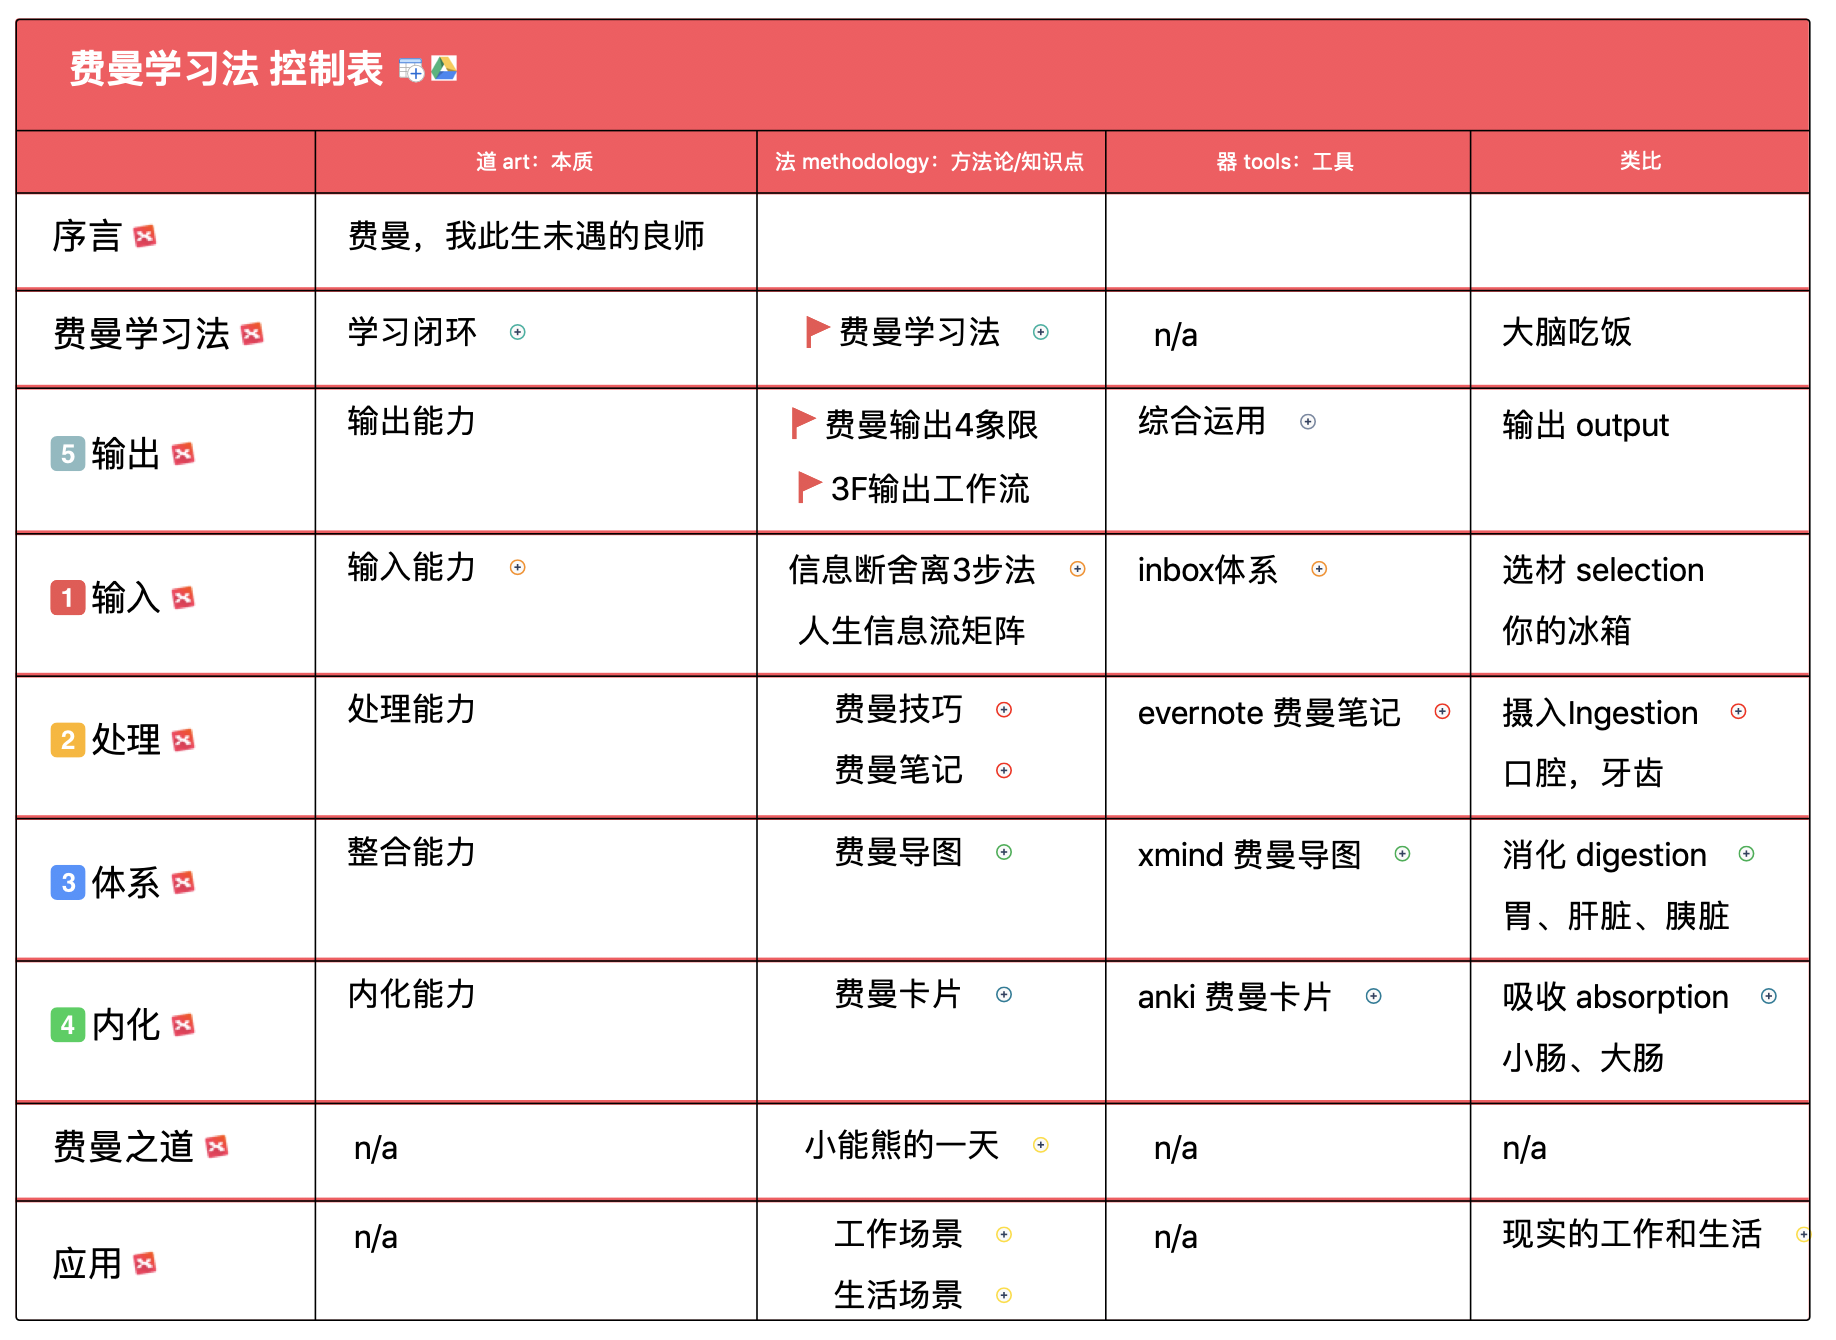 费曼学习法 控制表
道 art：本质
法 methodology：方法论/知识点
器 tools：工具
类比
序言
费曼，我此生未遇的良师
费曼学习法
学习闭环
费曼学习法
n/a
大脑吃饭
5 输出
输出能力
费曼输出4象限
3F输出工作流
综合运用
输出 output
1 输入
输入能力
信息断舍离3步法
人生信息流矩阵
inbox体系
选材 selection
你的冰箱
2 处理
处理能力
费曼技巧
费曼笔记
evernote 费曼笔记
摄入Ingestion
口腔，牙齿
3 体系
整合能力
费曼导图
xmind 费曼导图
消化 digestion
胃、肝脏、胰脏
4 内化
内化能力
费曼卡片
anki 费曼卡片
吸收 absorption
小肠、大肠
费曼之道
n/a
小能熊的一天
n/a
n/a
应用
n/a
工作场景
生活场景
n/a
现实的工作和生活